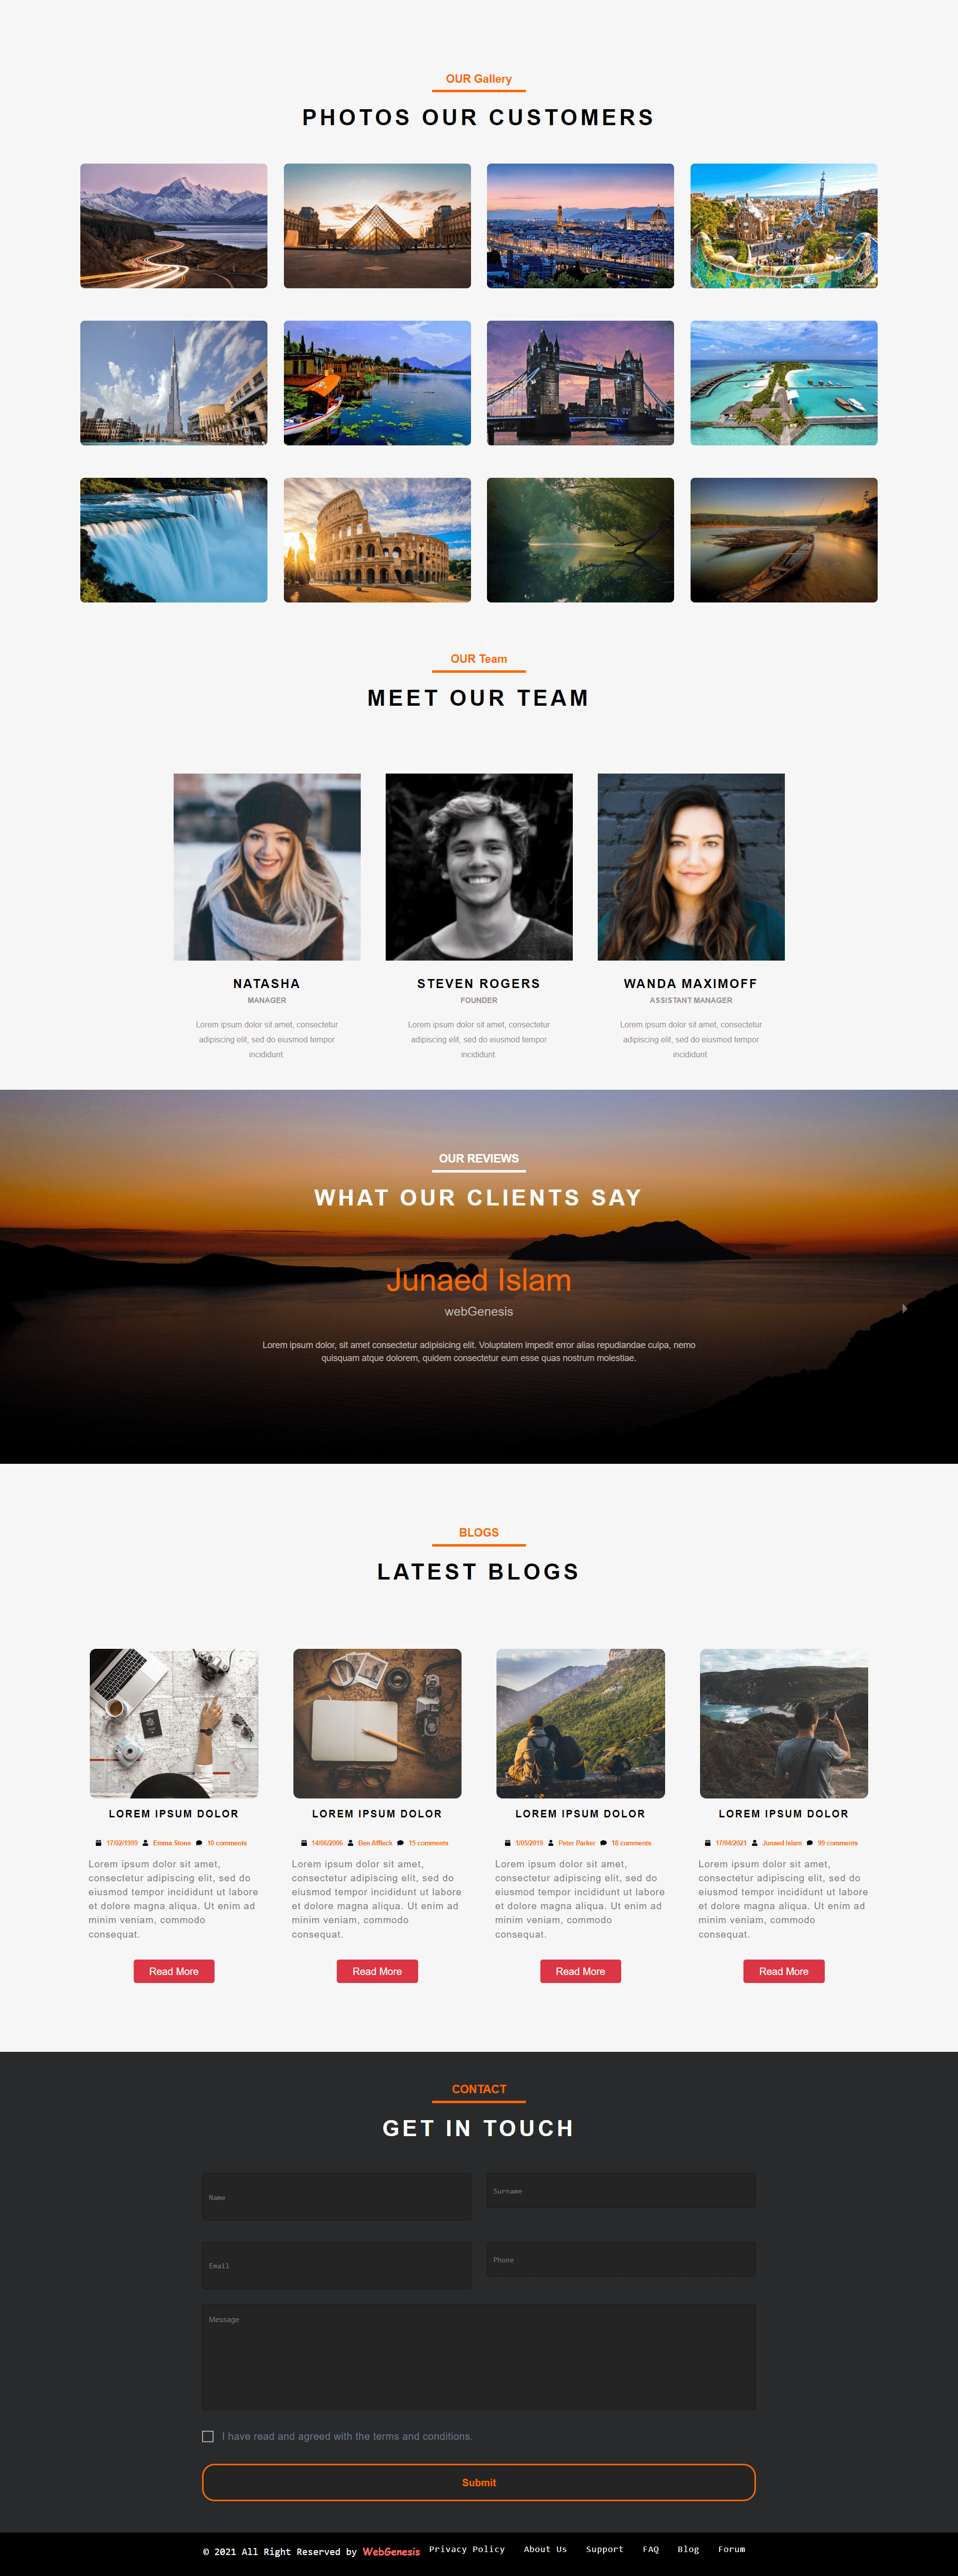 OUR Gallery
PHOTOS OUR CUSTOMERS
OUR Team
MEET OUR TEAM
NATASHA
MANAGER
Lorem ipsum dolor sit amet, consectetur
adipiscing elit, sed do eiusmod tempor
incididunt
STEVEN ROGERS
FOUNDER
Lorem ipsum dolor sit amet, consectetur
adipiscing elit, sed do eiusmod tempor
incididunt
WANDA MAXIMOFF
ASSISTANT MANAGER
Lorem ipsum dolor sit amet, consectetur
adipiscing elit, sed do eiusmod tempor
incididunt
OUR REVIEWS
WHAT OUR CLIENTS SAY
Junaed Islam
webGenesis
Lorem ipsum dolor, sit amet consectetur adipisicing elit. Voluptatem impedit error alias repudiandae culpa, nemo
quisquam atque dolorem, quidem consectetur eum esse quas nostrum molestiae.
BLOGS
LATEST BLOGS
LOREM IPSUM DOLOR
17/02/1999 Emma Stone 10 comments
Lorem ipsum dolor sit amet,
consectetur adipiscing elit, sed do
eiusmod tempor incididunt ut labore
et dolore magna aliqua. Ut enim ad
minim veniam, commodo
consequat.
Read More
LOREM IPSUM DOLOR
14/06/2006 Ben Affleck 15 comments
Lorem ipsum dolor sit amet,
consectetur adipiscing elit, sed do
eiusmod tempor incididunt ut labore
et dolore magna aliqua. Ut enim ad
minim veniam, commodo
consequat.
Read More
LOREM IPSUM DOLOR
1/05/2019 Peter Parker 18 comments
Lorem ipsum dolor sit amet,
consectetur adipiscing elit, sed do
eiusmod tempor incididunt ut labore
et dolore magna aliqua. Ut enim ad
minim veniam, commodo
consequat.
Read More
LOREM IPSUM DOLOR
17/04/2021 Junaed Islam 99 comments
Lorem ipsum dolor sit amet,
consectetur adipiscing elit, sed do
eiusmod tempor incididunt ut labore
et dolore magna aliqua. Ut enim ad
minim veniam, commodo
consequat.
Read More
CONTACT
GET IN TOUCH
Name
Surname
Email
Phone
Message
I have read and agreed with the terms and conditions.
Submit
© 2021 All Right Reserved by WebGenesis Privacy Policy About Us Support FAQ Blog Forum